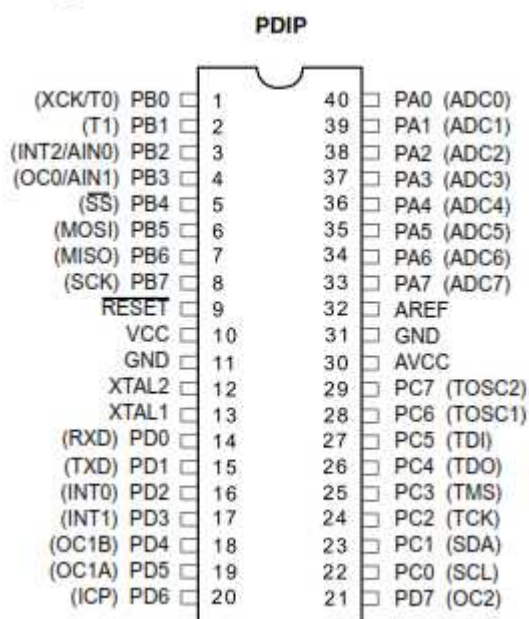 PDIP
(XCK/T0) PB0 1 40 PA0 (ADC0)
(T1) PB1 2 39 PA1 (ADC1)
(INT2/AIN0) PB2 3 38 PA2 (ADC2)
(OC0/AIN1) PB3 4 37 PA3 (ADC3)
(S̅S̅) PB4 5 36 PA4 (ADC4)
(MOSI) PB5 6 35 PA5 (ADC5)
(MISO) PB6 7 34 PA6 (ADC6)
(SCK) PB7 8 33 PA7 (ADC7)
R̅E̅S̅E̅T̅ 9 32 AREF
VCC 10 31 GND
GND 11 30 AVCC
XTAL2 12 29 PC7 (TOSC2)
XTAL1 13 28 PC6 (TOSC1)
(RXD) PD0 14 27 PC5 (TDI)
(TXD) PD1 15 26 PC4 (TDO)
(INT0) PD2 16 25 PC3 (TMS)
(INT1) PD3 17 24 PC2 (TCK)
(OC1B) PD4 18 23 PC1 (SDA)
(OC1A) PD5 19 22 PC0 (SCL)
(ICP) PD6 20 21 PD7 (OC2)